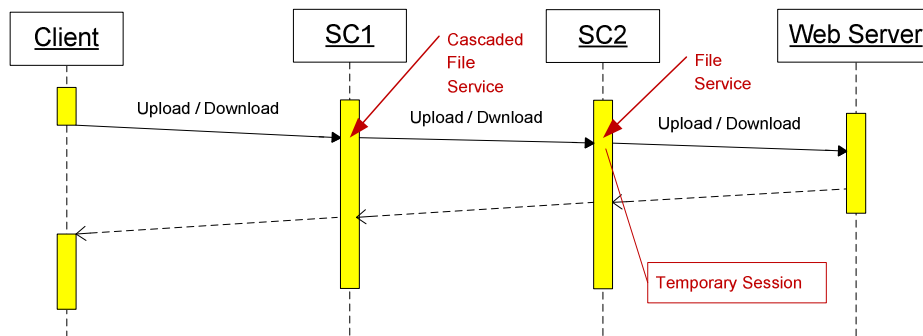 Client
SC1
SC2
Web Server
Cascaded
File
Service
File
Service
Upload / Download
Upload / Dwnload
Upload / Download
Temporary Session